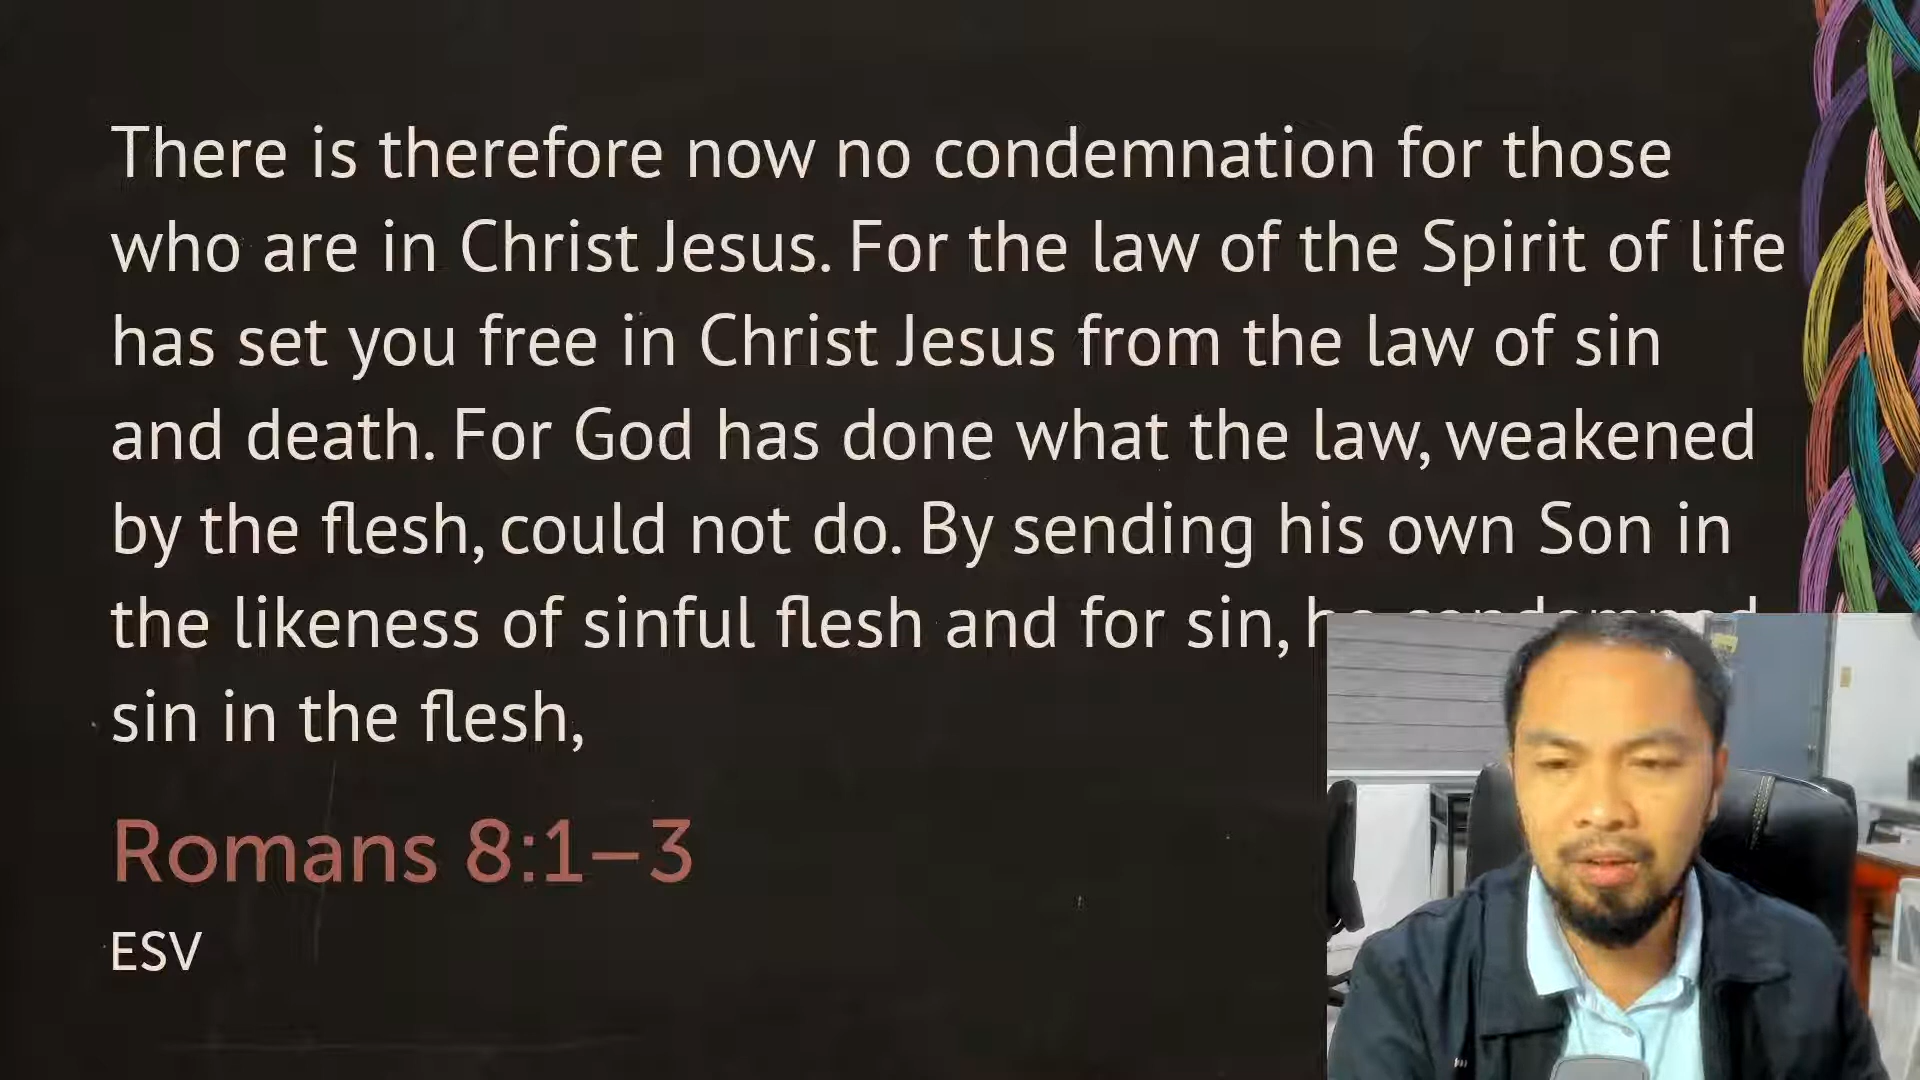 There is therefore now no condemnation for those
who are in Christ Jesus. For the law of the Spirit of life
has set you free in Christ Jesus from the law of sin
and death. For God has done what the law, weakened
by the flesh, could not do. By sending his own Son in
the likeness of sinful flesh and for sin, he condemned
sin in the flesh,
Romans 8:1–3
ESV